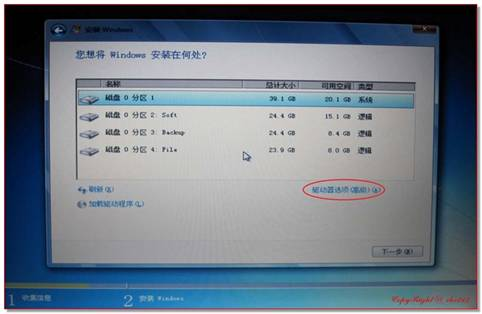 安装 Windows
您想将 Windows 安装在何处?
名称 总计大小 可用空间 类型
磁盘 0 分区 1 39.1 GB 20.1 GB 系统
磁盘 0 分区 2: Soft 24.4 GB 15.1 GB 逻辑
磁盘 0 分区 3: Backup 24.4 GB 8.4 GB 逻辑
磁盘 0 分区 4: File 23.9 GB 8.0 GB 逻辑
刷新(R) 驱动器选项(高级)(A)
加载驱动程序(L)
下一步(N)
1 收集信息 2 安装 Windows